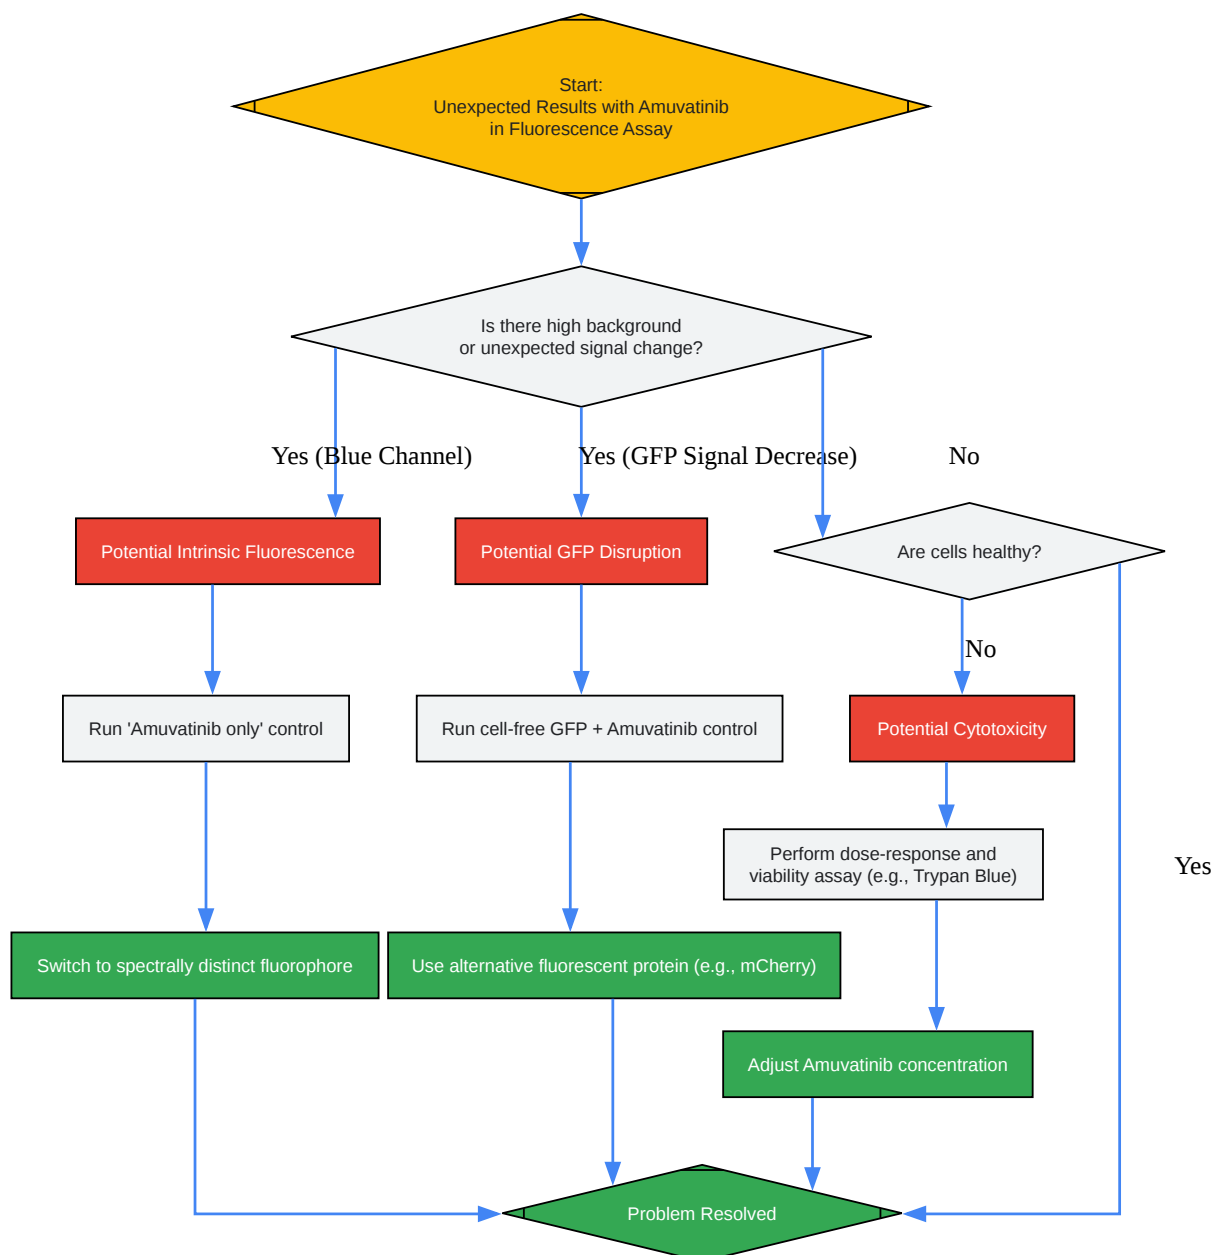 Start:
Unexpected Results with Amuvatinib
in Fluorescence Assay
Is there high background
or unexpected signal change?
Yes (Blue Channel)
Yes (GFP Signal Decrease)
No
Potential Intrinsic Fluorescence
Potential GFP Disruption
Are cells healthy?
No
Run 'Amuvatinib only' control
Run cell-free GFP + Amuvatinib control
Potential Cytotoxicity
Perform dose-response and
viability assay (e.g., Trypan Blue)
Yes
Switch to spectrally distinct fluorophore
Use alternative fluorescent protein (e.g., mCherry)
Adjust Amuvatinib concentration
Problem Resolved